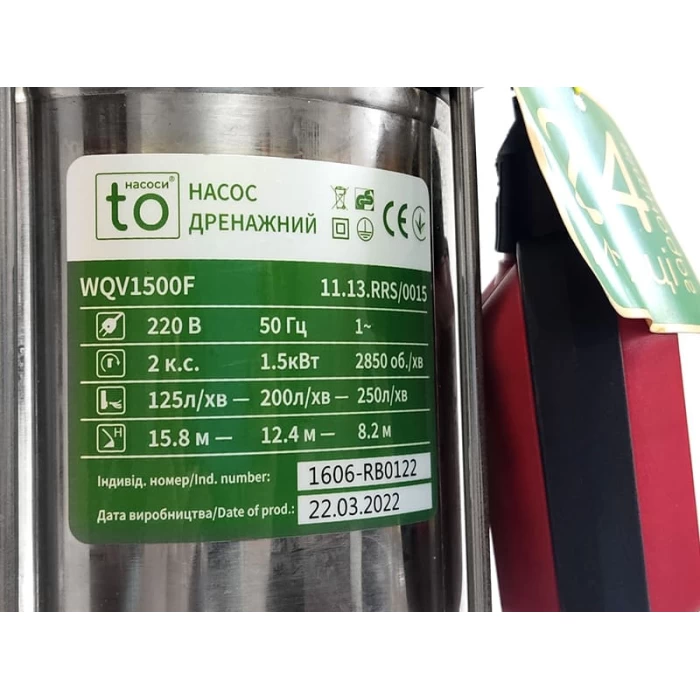 насоси®
to
НАСОС
ДРЕНАЖНИЙ
CE
WQV1500F 11.13.RRS/0015
220 В 50 Гц 1~
2 к.с. 1.5кВт 2850 об./хв
125л/хв — 200л/хв — 250л/хв
H 15.8 м — 12.4 м — 8.2 м
Індивід. номер/Ind. number: 1606-RB0122
Дата виробництва/Date of prod.: 22.03.2022
24